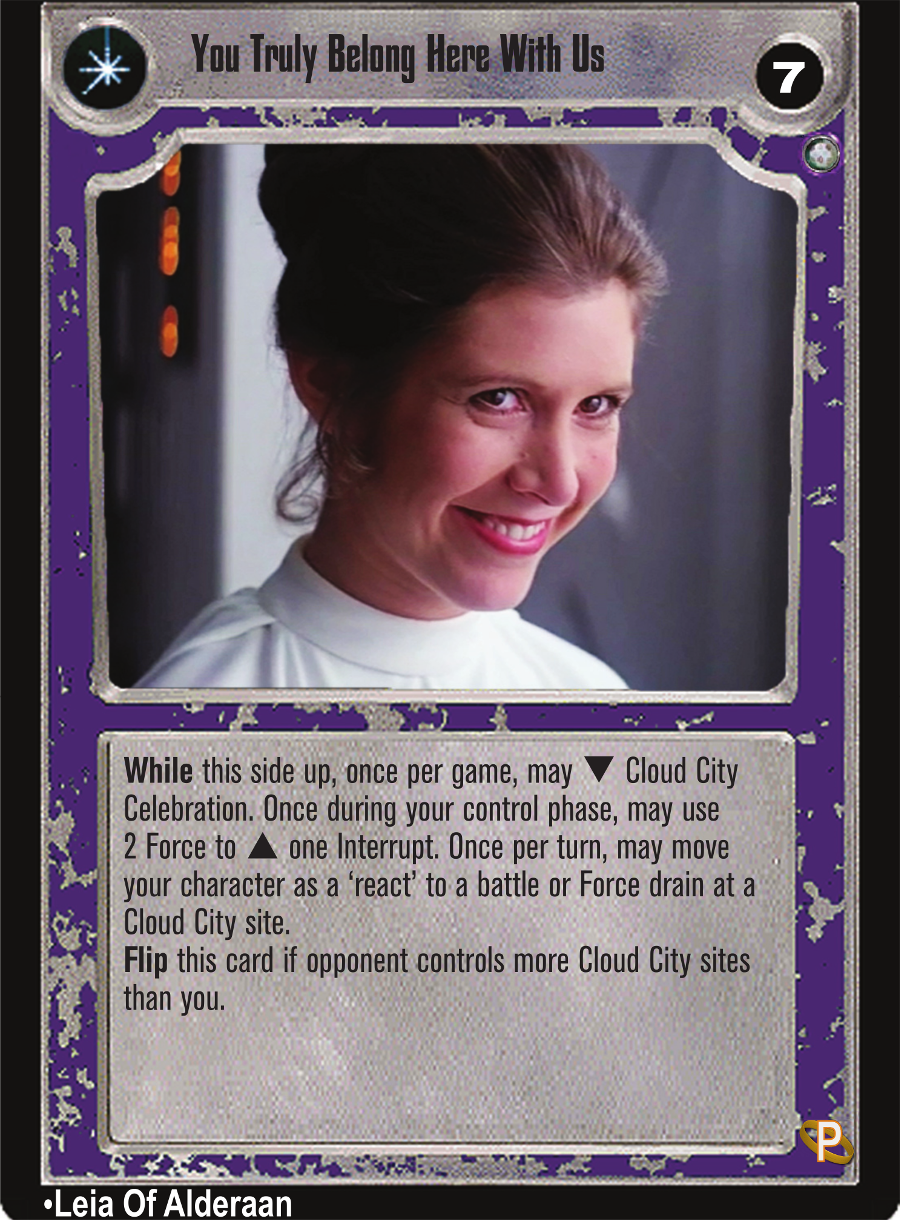 You Truly Belong Here With Us
7
While this side up, once per game, may ▼ Cloud City
Celebration. Once during your control phase, may use
2 Force to ▲ one Interrupt. Once per turn, may move
your character as a ‘react’ to a battle or Force drain at a
Cloud City site.
Flip this card if opponent controls more Cloud City sites
than you.
P
•Leia Of Alderaan